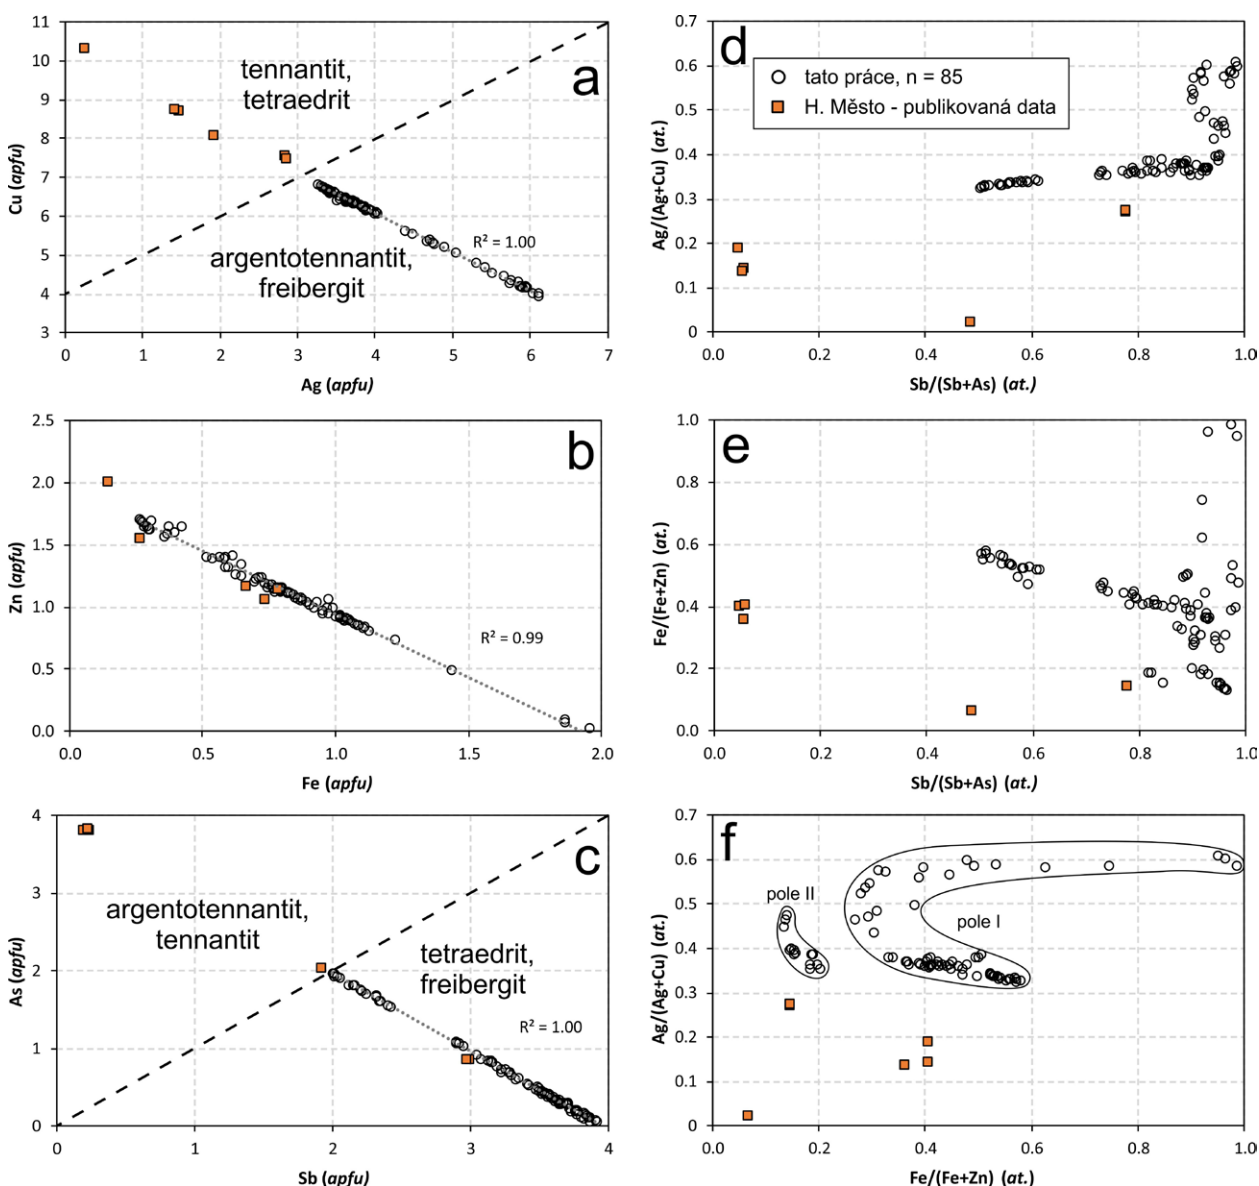 a
11
10
9
8
7
6
5
4
3
Cu (apfu)
tennantit,
tetraedrit
argentotennantit,
freibergit
R² = 1.00
0 1 2 3 4 5 6 7
Ag (apfu)
d
0.7
0.6
0.5
0.4
0.3
0.2
0.1
0
Ag/(Ag+Cu) (at.)
tato práce, n = 85
H. Město - publikovaná data
0.0 0.2 0.4 0.6 0.8 1.0
Sb/(Sb+As) (at.)
b
2.5
2.0
1.5
1.0
0.5
0.0
Zn (apfu)
R² = 0.99
0.0 0.5 1.0 1.5 2.0
Fe (apfu)
e
1.0
0.8
0.6
0.4
0.2
0.0
Fe/(Fe+Zn) (at.)
0.0 0.2 0.4 0.6 0.8 1.0
Sb/(Sb+As) (at.)
c
4
3
2
1
0
As (apfu)
argentotennantit,
tennantit
tetraedrit,
freibergit
R² = 1.00
0 1 2 3 4
Sb (apfu)
f
0.7
0.6
0.5
0.4
0.3
0.2
0.1
0
Ag/(Ag+Cu) (at.)
pole II
pole I
0.0 0.2 0.4 0.6 0.8 1.0
Fe/(Fe+Zn) (at.)